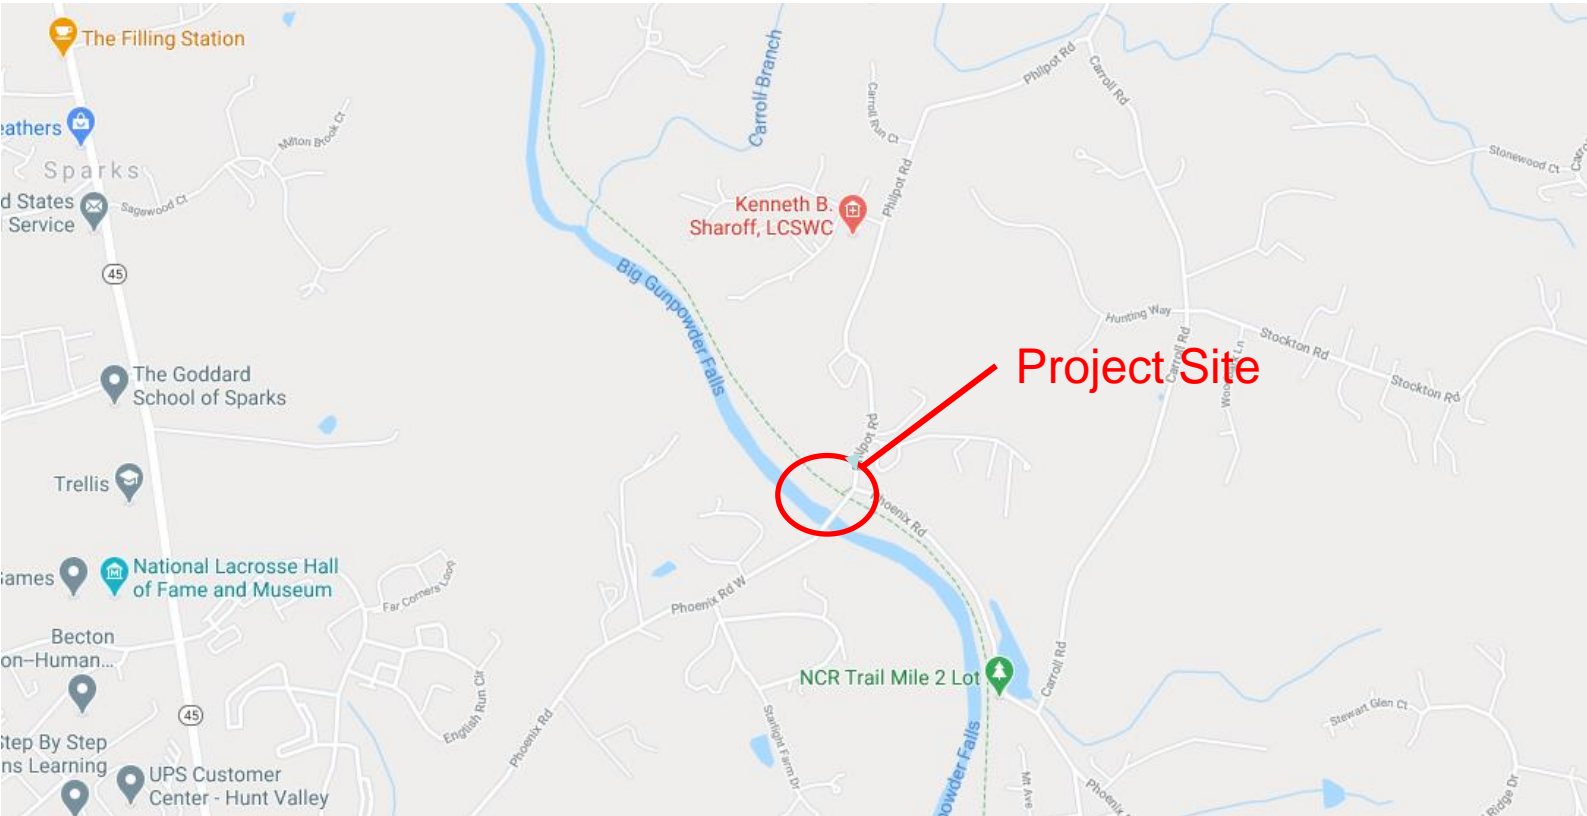 The Filling Station
eathers
Sparks
d States
Service
Milton Brook Ct
Sagewood Ct
45
Carroll Branch
Carroll Run Ct
Philpot Rd
Philpot Rd
Carroll Rd
Stonewood Ct
Kenneth B.
Sharoff, LCSWC
Big Gunpowder Falls
Hunting Way
Carroll Rd
Stockton Rd
Stockton Rd
Project Site
The Goddard
School of Sparks
Trellis
Phoenix Rd
ames
National Lacrosse Hall
of Fame and Museum
Far Corners Loop
Phoenix Rd W
Becton
on–Human...
NCR Trail Mile 2 Lot
Carroll Rd
45
English Run Cir
Phoenix Rd
Starlight Farm Dr
Stewart Glen Ct
Step By Step
ns Learning
UPS Customer
Center - Hunt Valley
owder Falls
Mt Ave
Phoenix
Ridge Dr